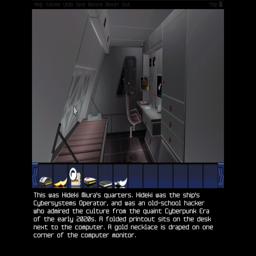 This was Hideki Miura's quarters. Hideki was the ship's
Cybersystems Operator, and was an old-school hacker
who admired the culture from the quaint Cyberpunk Era
of the early 2020s. A folded printout sits on the desk
next to the computer. A gold necklace is draped on one
corner of the computer monitor.